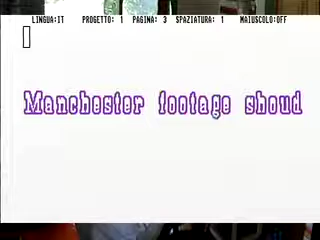 LINGUA:IT PROGETTO: 1 PAGINA: 3 SPAZIATURA: 1 MAIUSCOLO:OFF
Manchester footage shoud